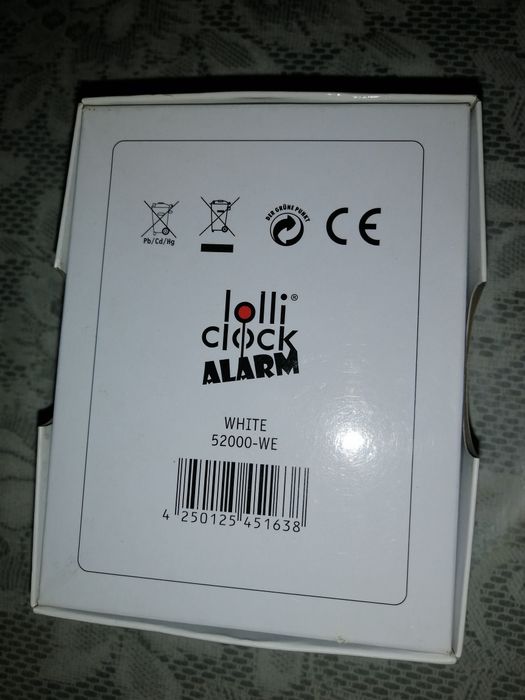 Pb/Cd/Hg
DER GRÜNE PUNKT
CE
lolli®
clock
ALARM
WHITE
52000-WE
4 250125 451638